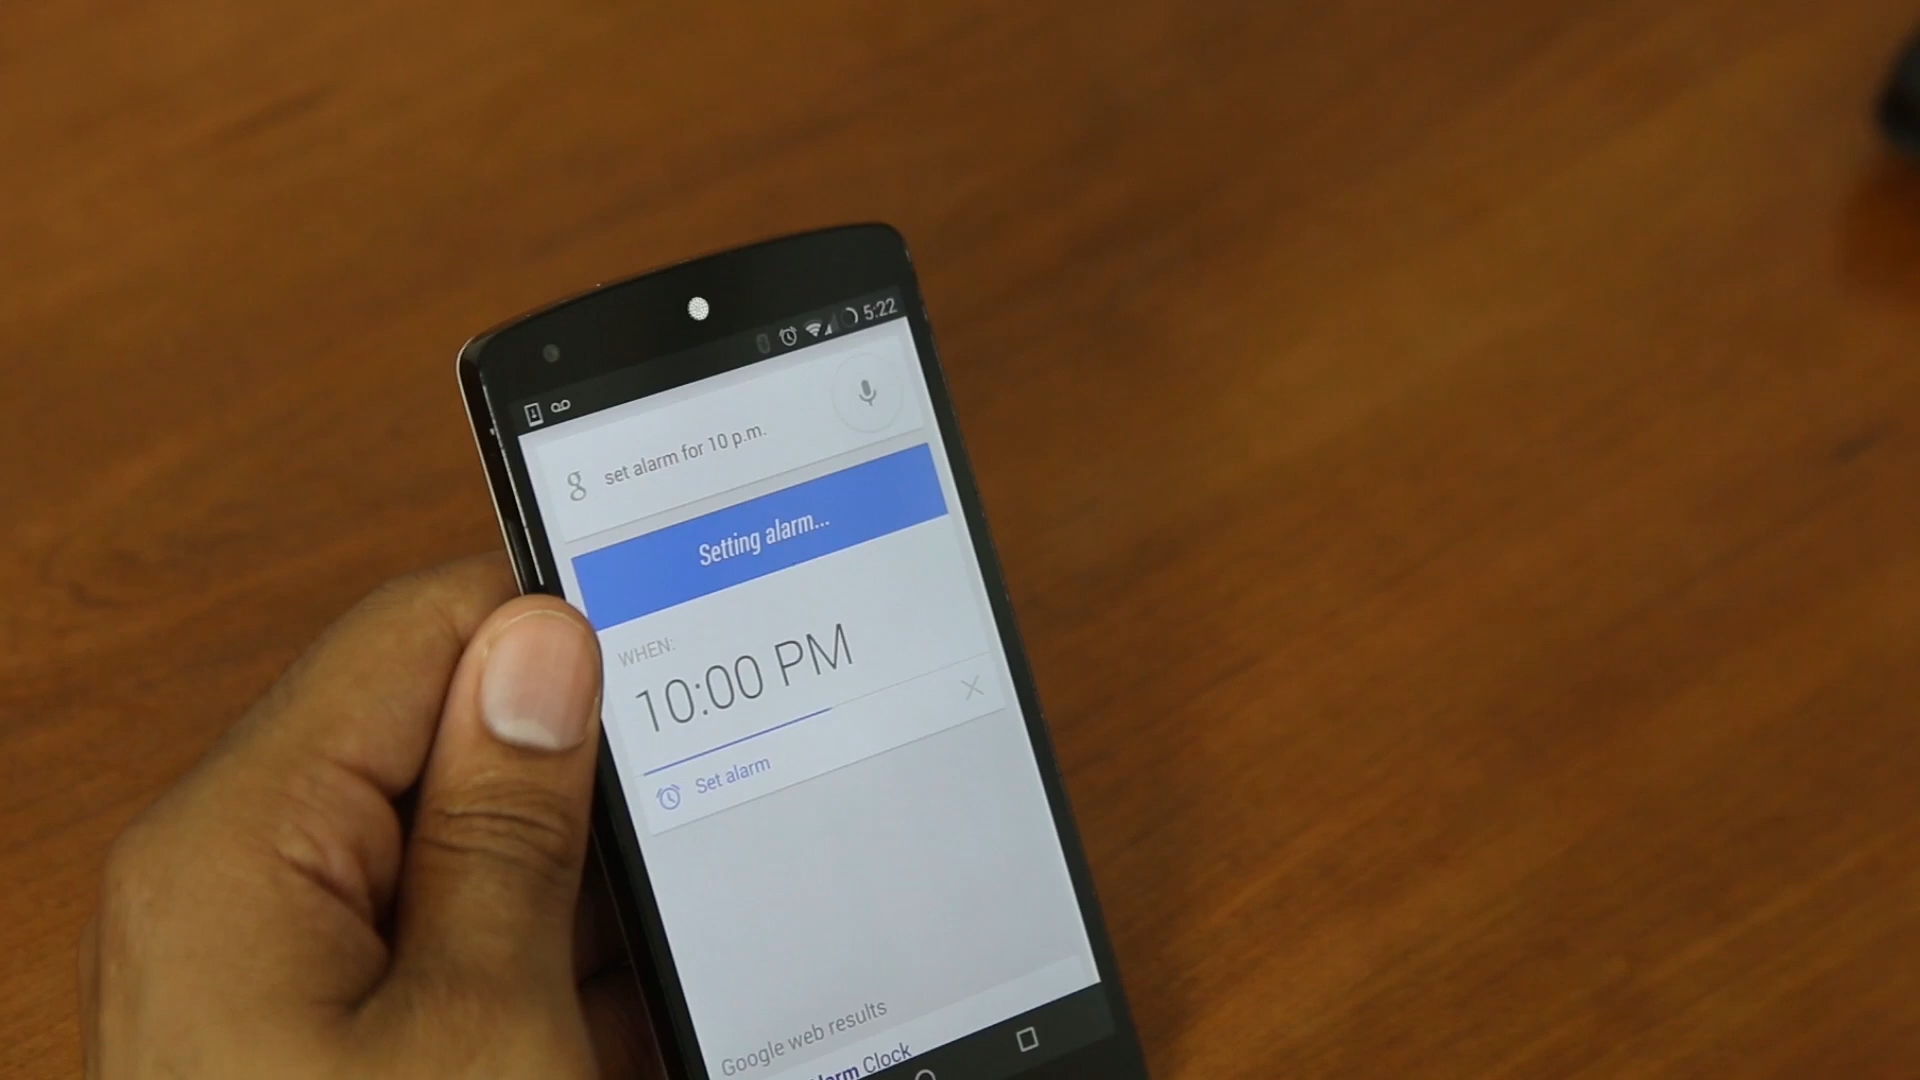 5:22
g set alarm for 10 p.m.
Setting alarm...
WHEN:
10:00 PM
Set alarm
Google web results
Clock